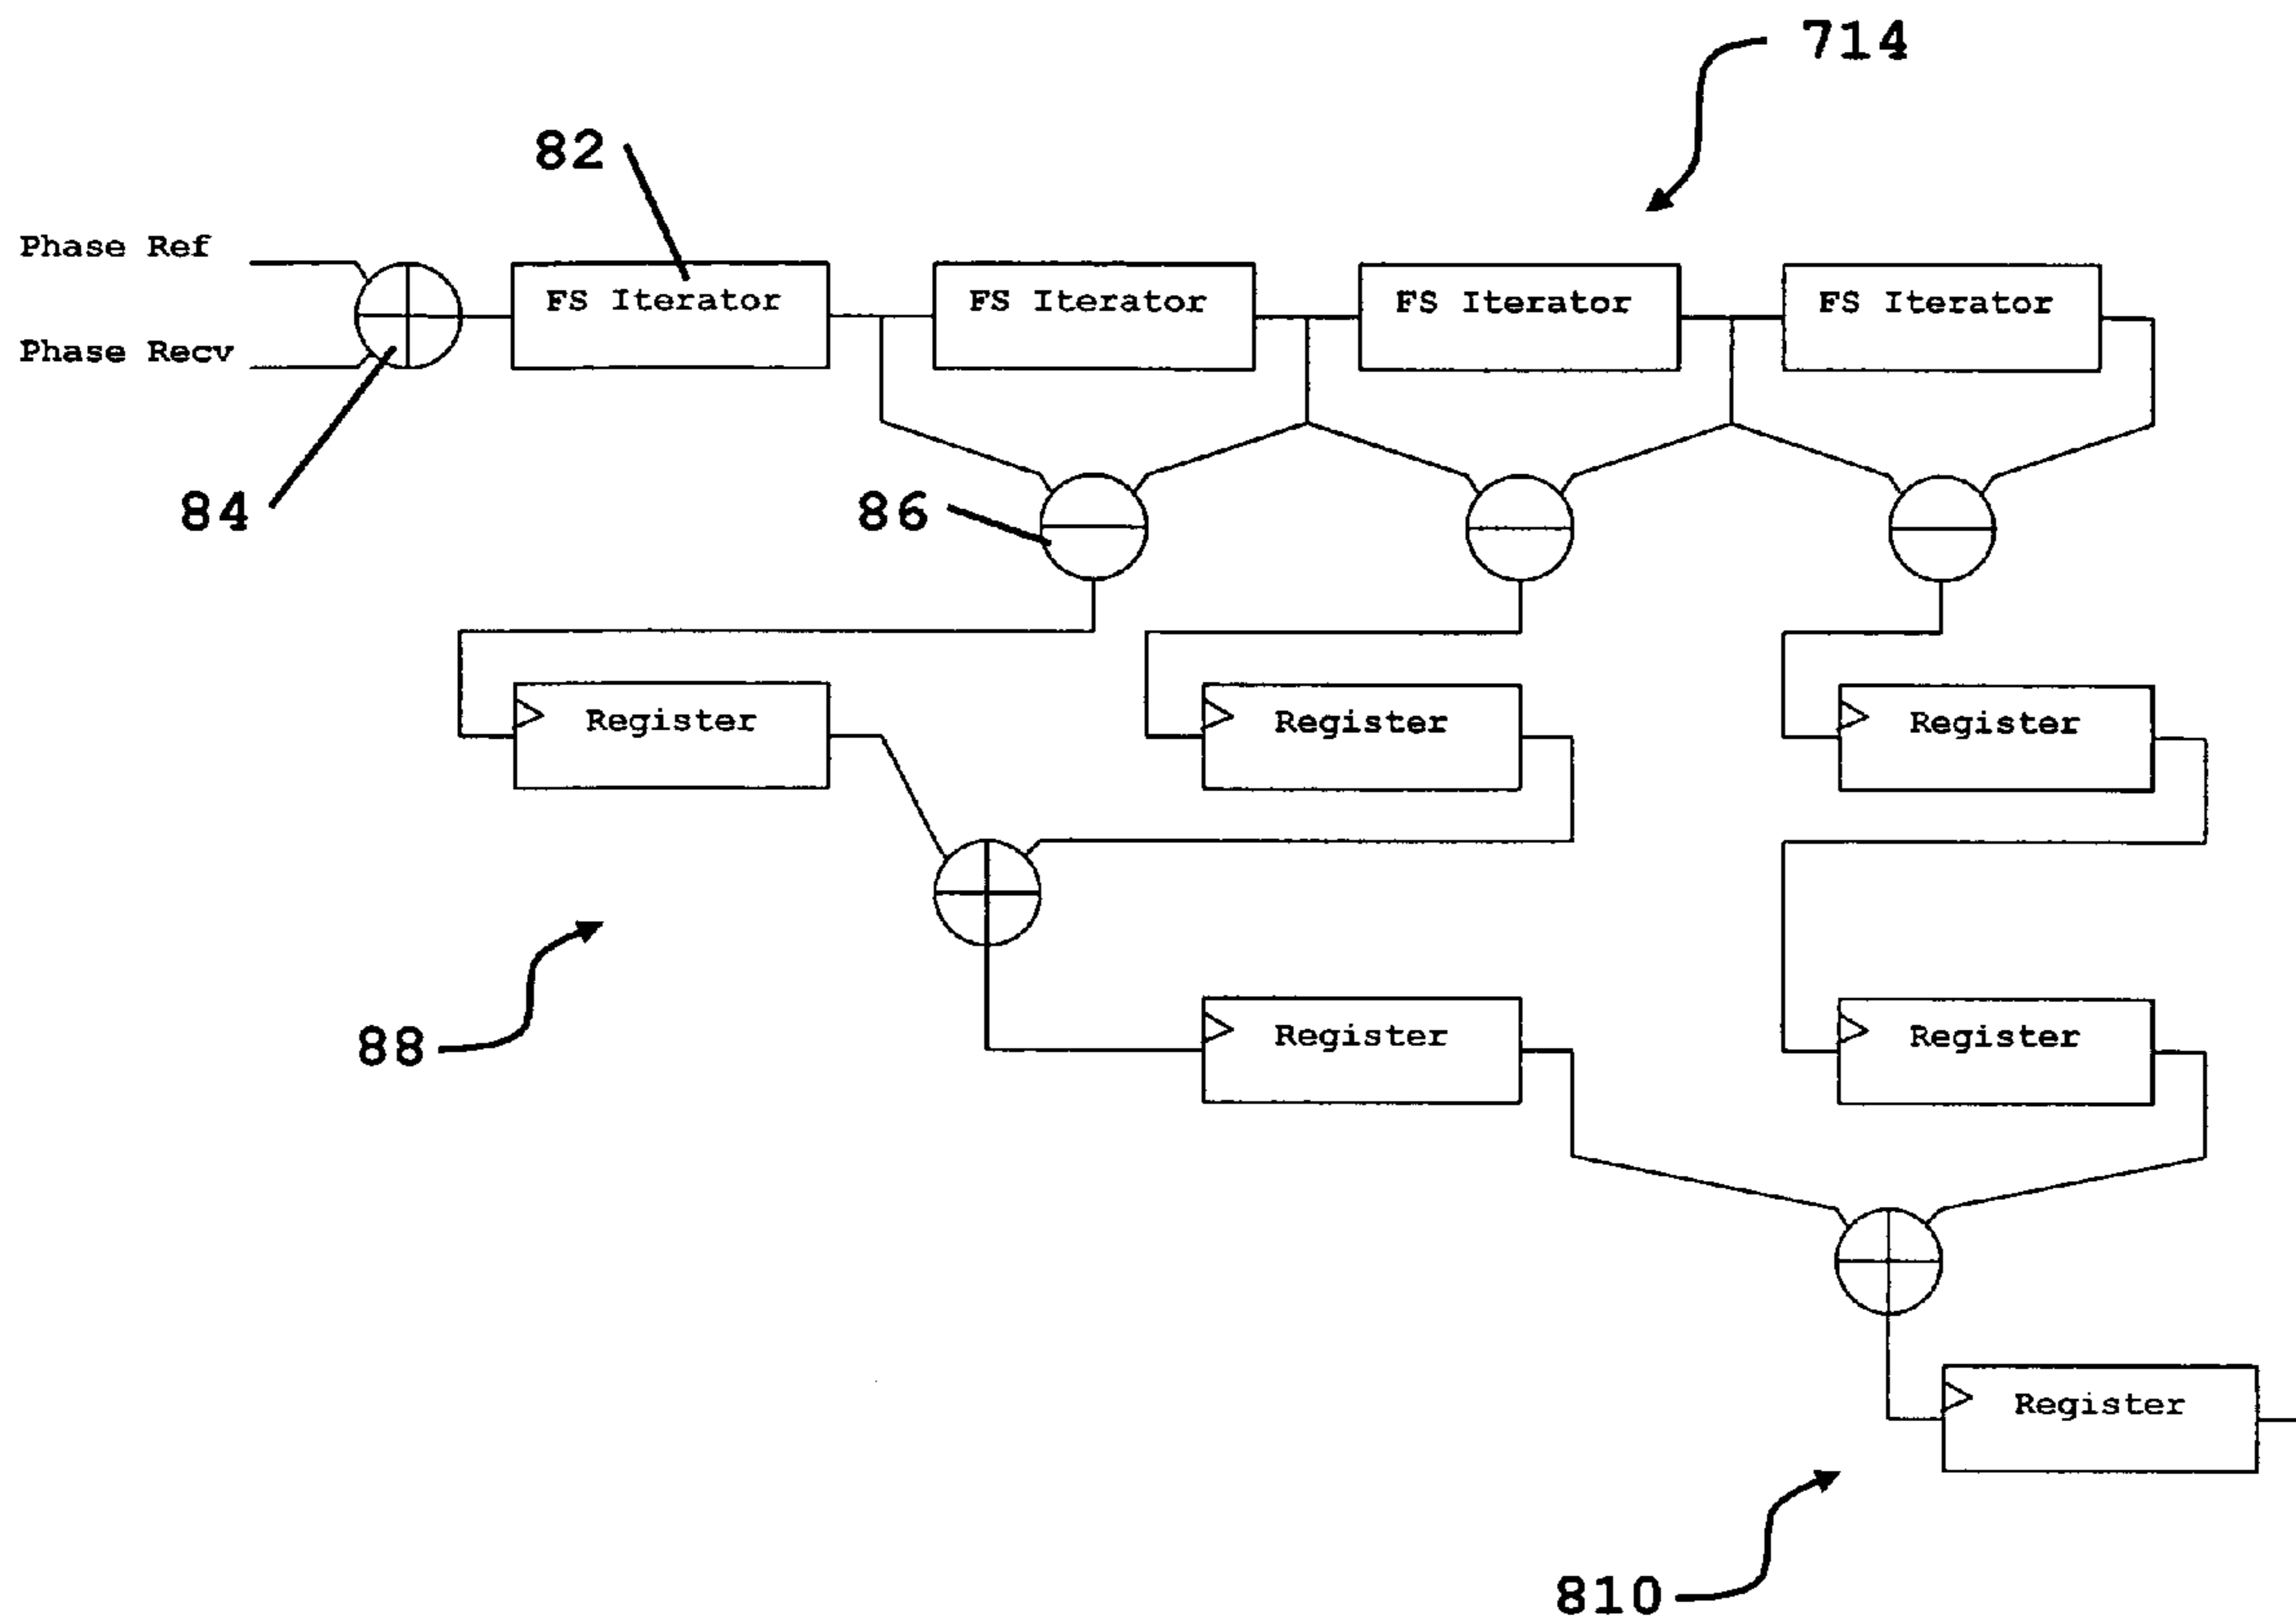 714
82
Phase Ref
FS Iterator
FS Iterator
FS Iterator
FS Iterator
Phase Recv
84
86
Register
Register
Register
88
Register
Register
Register
810